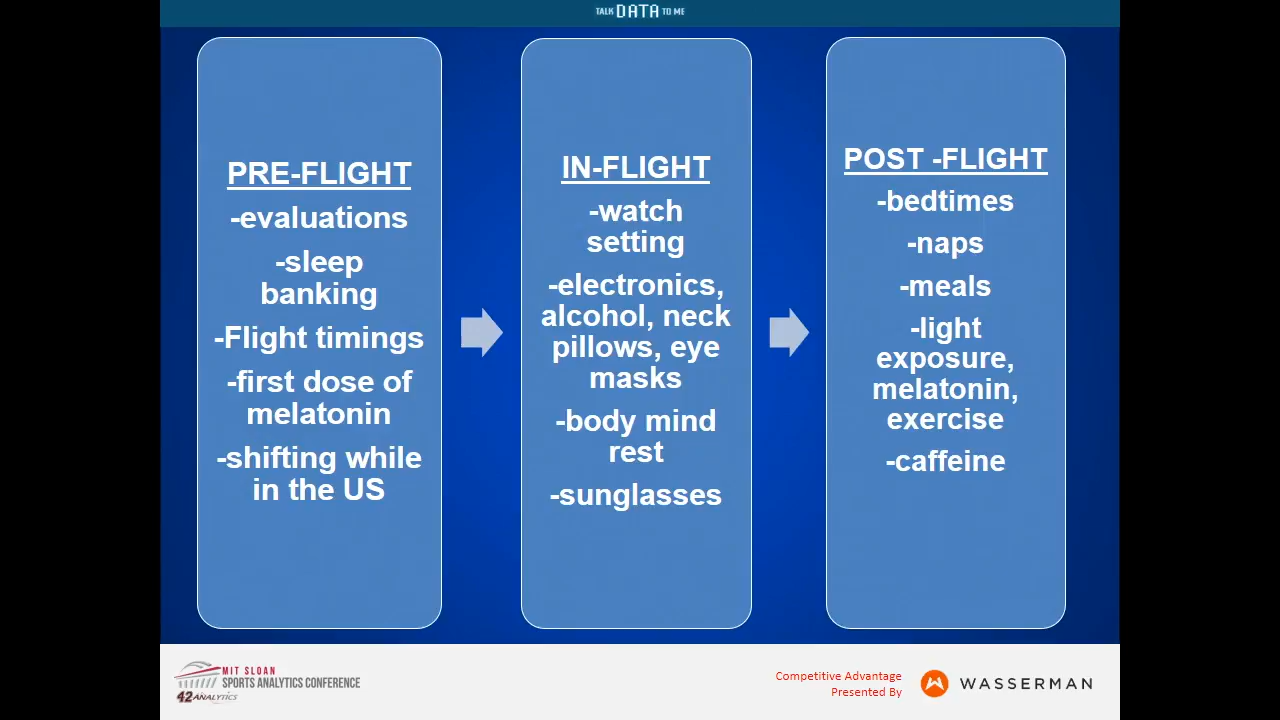 TALK DATA TO ME
PRE-FLIGHT
-evaluations
-sleep
banking
-Flight timings
-first dose of
melatonin
-shifting while
in the US
IN-FLIGHT
-watch
setting
-electronics,
alcohol, neck
pillows, eye
masks
-body mind
rest
-sunglasses
POST -FLIGHT
-bedtimes
-naps
-meals
-light
exposure,
melatonin,
exercise
-caffeine
MIT SLOAN
SPORTS ANALYTICS CONFERENCE
42 ANALYTICS
Competitive Advantage
Presented By
WASSERMAN